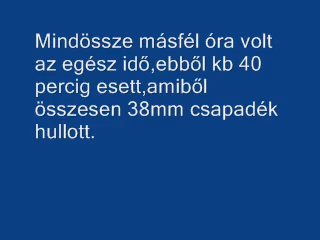 Mindössze másfél óra volt
az egész idő,ebből kb 40
percig esett,amiből
összesen 38mm csapadék
hullott.